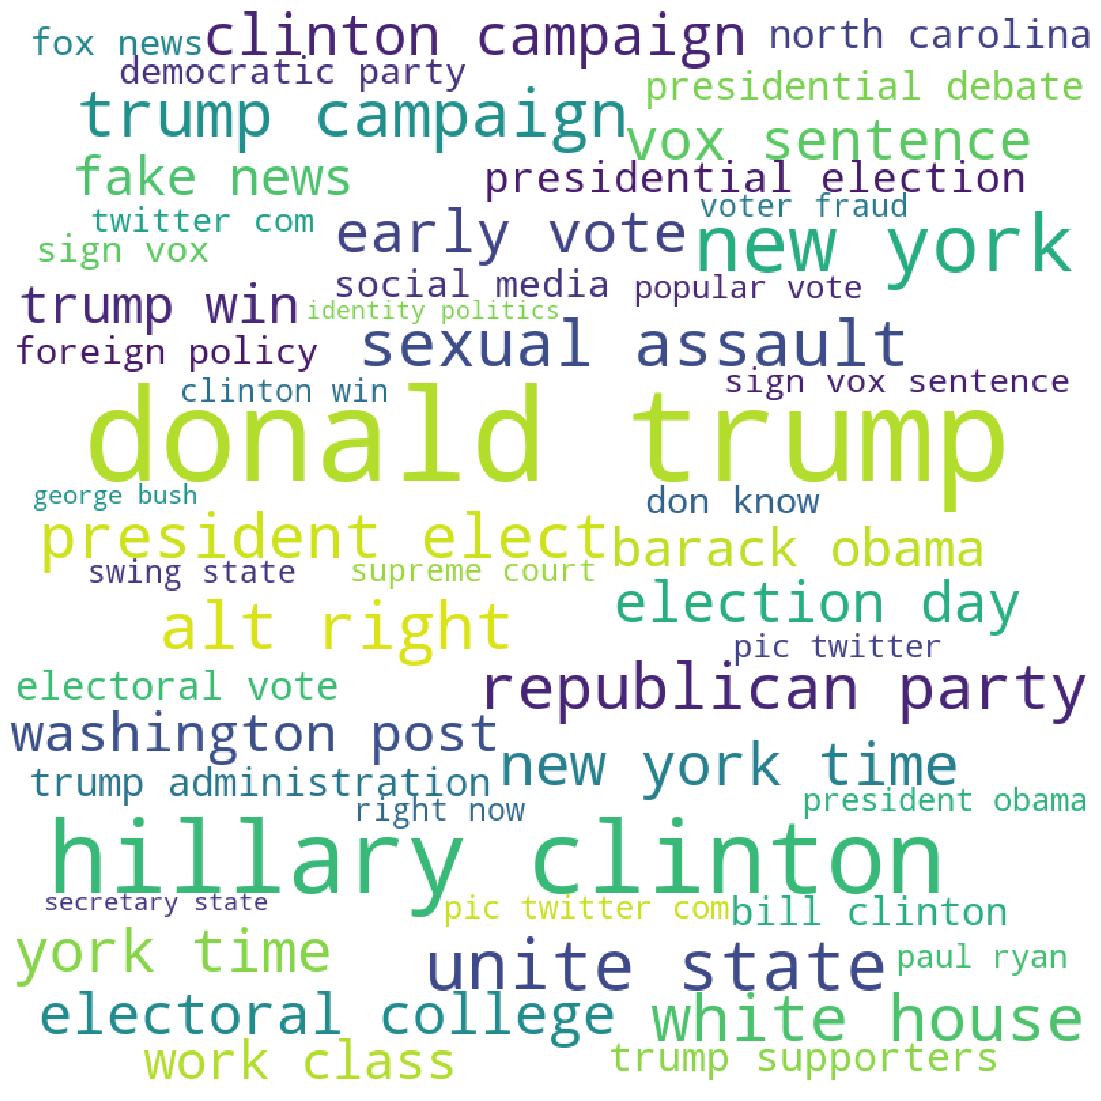 clinton campaign
north carolina
fox news
democratic party
presidential debate
trump campaign
vox sentence
fake news
presidential election
twitter com
voter fraud
early vote
new york
sign vox
social media
popular vote
trump win
identity politics
sexual assault
foreign policy
clinton win
sign vox sentence
donald trump
george bush
don know
president elect
barack obama
swing state
supreme court
election day
alt right
pic twitter
electoral vote
republican party
washington post
new york time
trump administration
right now
president obama
hillary clinton
secretary state
pic twitter com
bill clinton
york time
unite state
paul ryan
electoral college
white house
work class
trump supporters